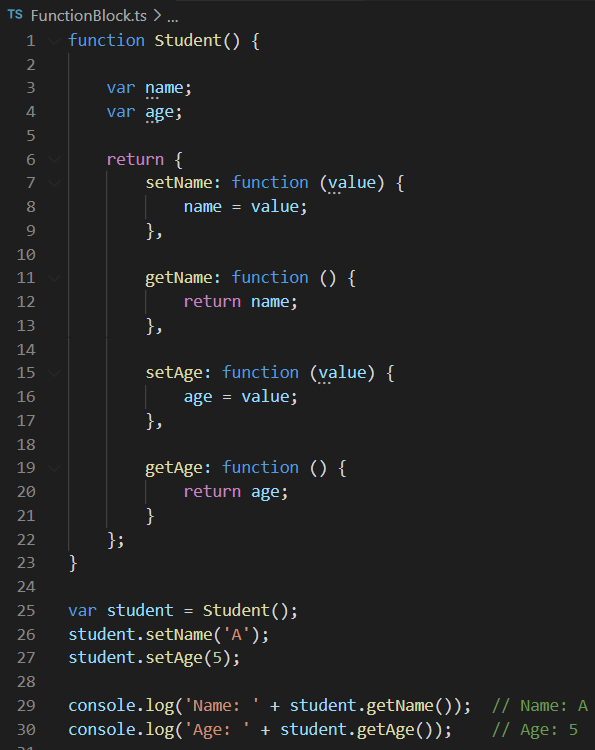 TS FunctionBlock.ts > ...
1 function Student() {
2
3 var name;
4 var age;
5
6 return {
7 setName: function (value) {
8 name = value;
9 },
10
11 getName: function () {
12 return name;
13 },
14
15 setAge: function (value) {
16 age = value;
17 },
18
19 getAge: function () {
20 return age;
21 }
22 };
23 }
24
25 var student = Student();
26 student.setName('A');
27 student.setAge(5);
28
29 console.log('Name: ' + student.getName()); // Name: A
30 console.log('Age: ' + student.getAge()); // Age: 5